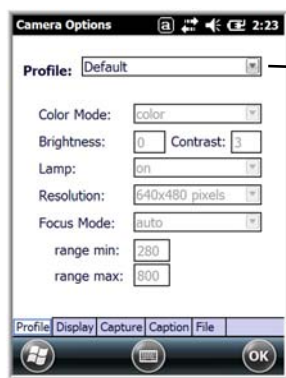 Camera Options a 2:23
Profile: Default
Color Mode: color
Brightness: 0 Contrast: 3
Lamp: on
Resolution: 640x480 pixels
Focus Mode: auto
range min: 280
range max: 800
Profile Display Capture Caption File
OK